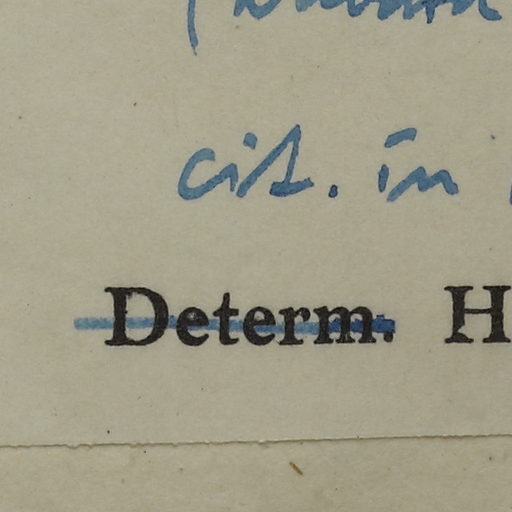 cit. in
Determ. H